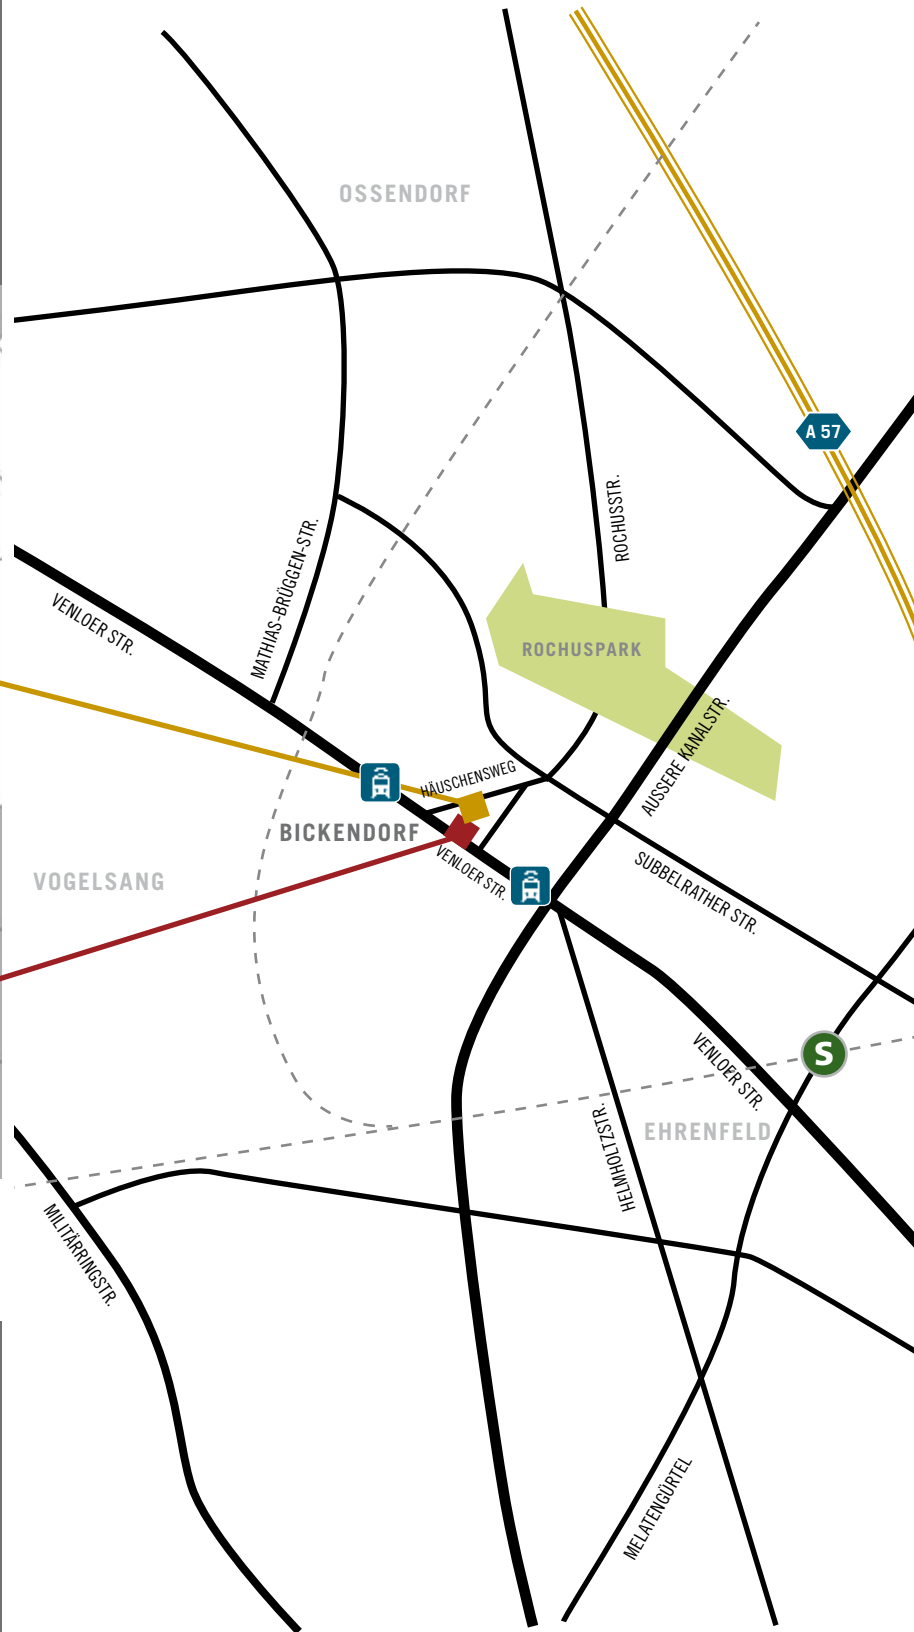 OSSENDORF
A 57
ROCHUSSTR.
MATHIAS-BRÜGGEN-STR.
VENLOER STR.
ROCHUSPARK
AUSSERE KANALSTR.
HÄUSCHENSWEG
BICKENDORF
VENLOER STR.
VOGELSANG
SUBBELRATHER STR.
S
VENLOER STR.
HELMHOLTZSTR.
EHRENFELD
MILITÄRRINGSTR.
MELATENGÜRTEL